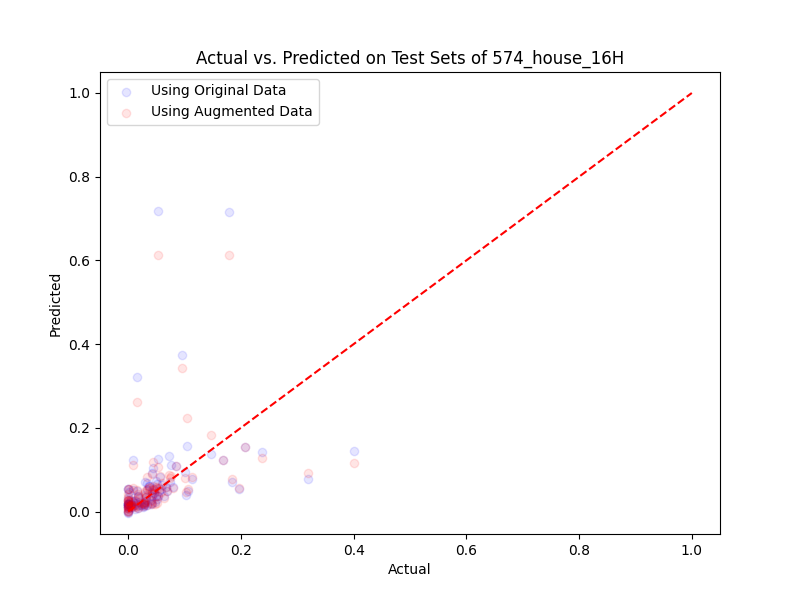 Actual vs. Predicted on Test Sets of 574_house_16H
Using Original Data
Using Augmented Data
1.0
0.8
0.6
0.4
0.2
0.0
Predicted
0.0 0.2 0.4 0.6 0.8 1.0
Actual